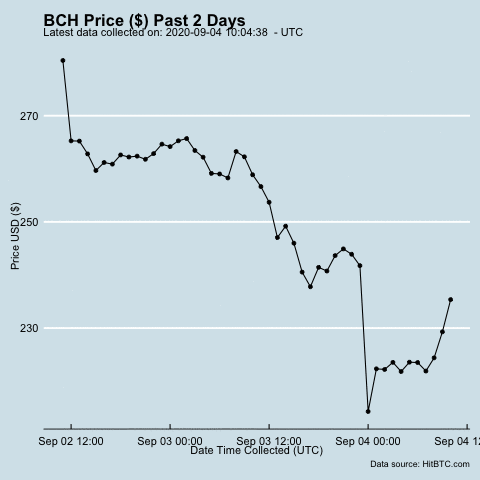 BCH Price ($) Past 2 Days
Latest data collected on: 2020-09-04 10:04:38 - UTC
Price USD ($)
270
250
230
Sep 02 12:00 Sep 03 00:00 Sep 03 12:00 Sep 04 00:00 Sep 04 12
Date Time Collected (UTC)
Data source: HitBTC.com